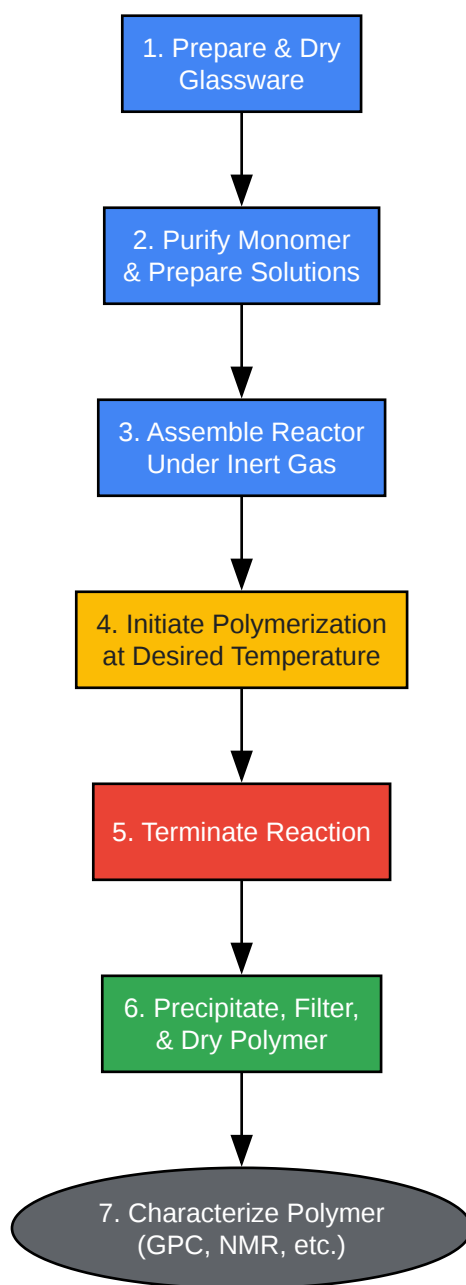 1. Prepare & Dry
Glassware
2. Purify Monomer
& Prepare Solutions
3. Assemble Reactor
Under Inert Gas
4. Initiate Polymerization
at Desired Temperature
5. Terminate Reaction
6. Precipitate, Filter,
& Dry Polymer
7. Characterize Polymer
(GPC, NMR, etc.)